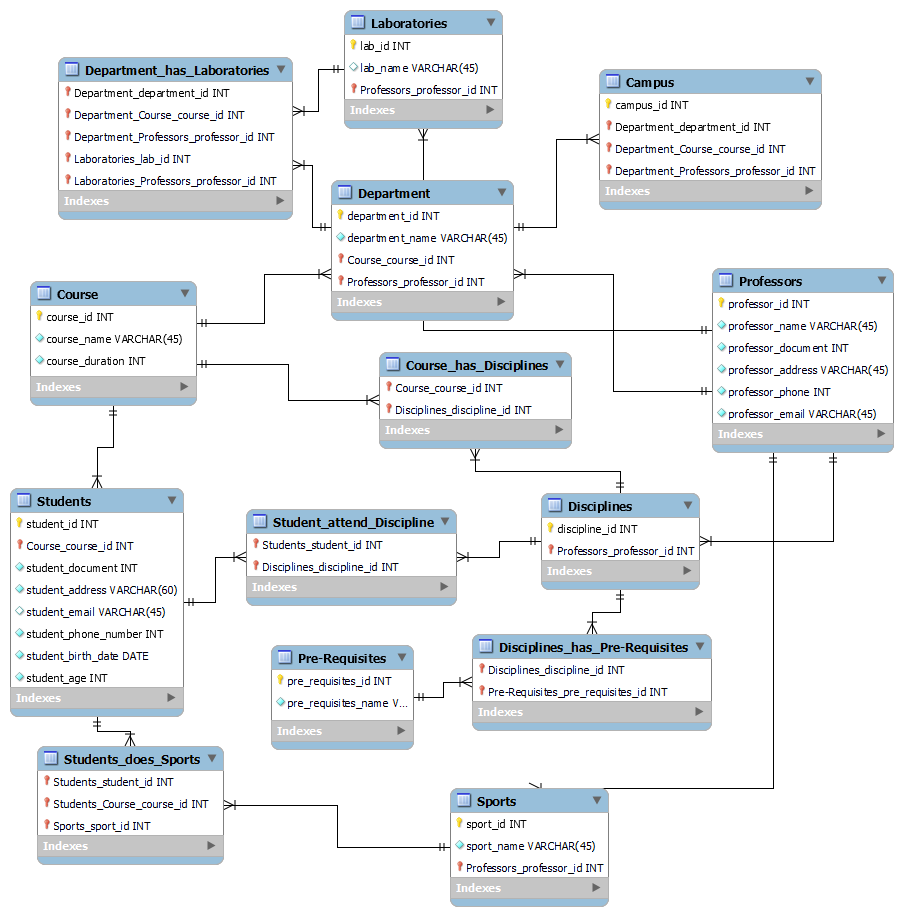 Laboratories
lab_id INT
lab_name VARCHAR(45)
Professors_professor_id INT
Indexes
Department_has_Laboratories
Department_department_id INT
Department_Course_course_id INT
Department_Professors_professor_id INT
Laboratories_lab_id INT
Laboratories_Professors_professor_id INT
Indexes
Campus
campus_id INT
Department_department_id INT
Department_Course_course_id INT
Department_Professors_professor_id INT
Indexes
Department
department_id INT
department_name VARCHAR(45)
Course_course_id INT
Professors_professor_id INT
Indexes
Professors
professor_id INT
professor_name VARCHAR(45)
professor_document INT
professor_address VARCHAR(45)
professor_phone INT
professor_email VARCHAR(45)
Indexes
Course
course_id INT
course_name VARCHAR(45)
course_duration INT
Indexes
Course_has_Disciplines
Course_course_id INT
Disciplines_discipline_id INT
Indexes
Students
student_id INT
Course_course_id INT
student_document INT
student_address VARCHAR(60)
student_email VARCHAR(45)
student_phone_number INT
student_birth_date DATE
student_age INT
Indexes
Student_attend_Discipline
Students_student_id INT
Disciplines_discipline_id INT
Indexes
Disciplines
discipline_id INT
Professors_professor_id INT
Indexes
Pre-Requisites
pre_requisites_id INT
pre_requisites_name V...
Indexes
Disciplines_has_Pre-Requisites
Disciplines_discipline_id INT
Pre-Requisites_pre_requisites_id INT
Indexes
Students_does_Sports
Students_student_id INT
Students_Course_course_id INT
Sports_sport_id INT
Indexes
Sports
sport_id INT
sport_name VARCHAR(45)
Professors_professor_id INT
Indexes